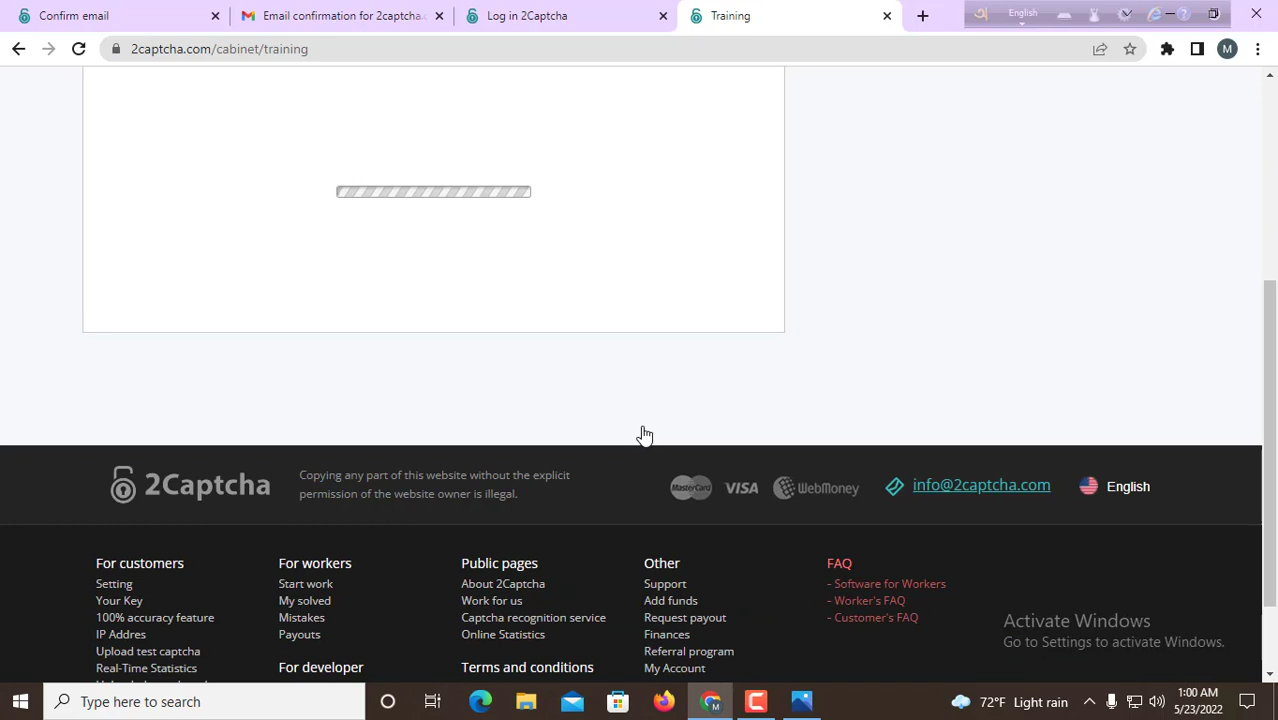 Confirm email
Email confirmation for 2captcha.
Log in 2Captcha
Training
English
2captcha.com/cabinet/training
M
2Captcha
Copying any part of this website without the explicit
permission of the website owner is illegal.
MasterCard
VISA
WebMoney
info@2captcha.com
English
For customers
Setting
Your Key
100% accuracy feature
IP Addres
Upload test captcha
Real-Time Statistics
For workers
Start work
My solved
Mistakes
Payouts
For developer
Public pages
About 2Captcha
Work for us
Captcha recognition service
Online Statistics
Terms and conditions
Other
Support
Add funds
Request payout
Finances
Referral program
My Account
FAQ
- Software for Workers
- Worker's FAQ
- Customer's FAQ
Activate Windows
Go to Settings to activate Windows.
Type here to search
72°F Light rain
1:00 AM
5/23/2022